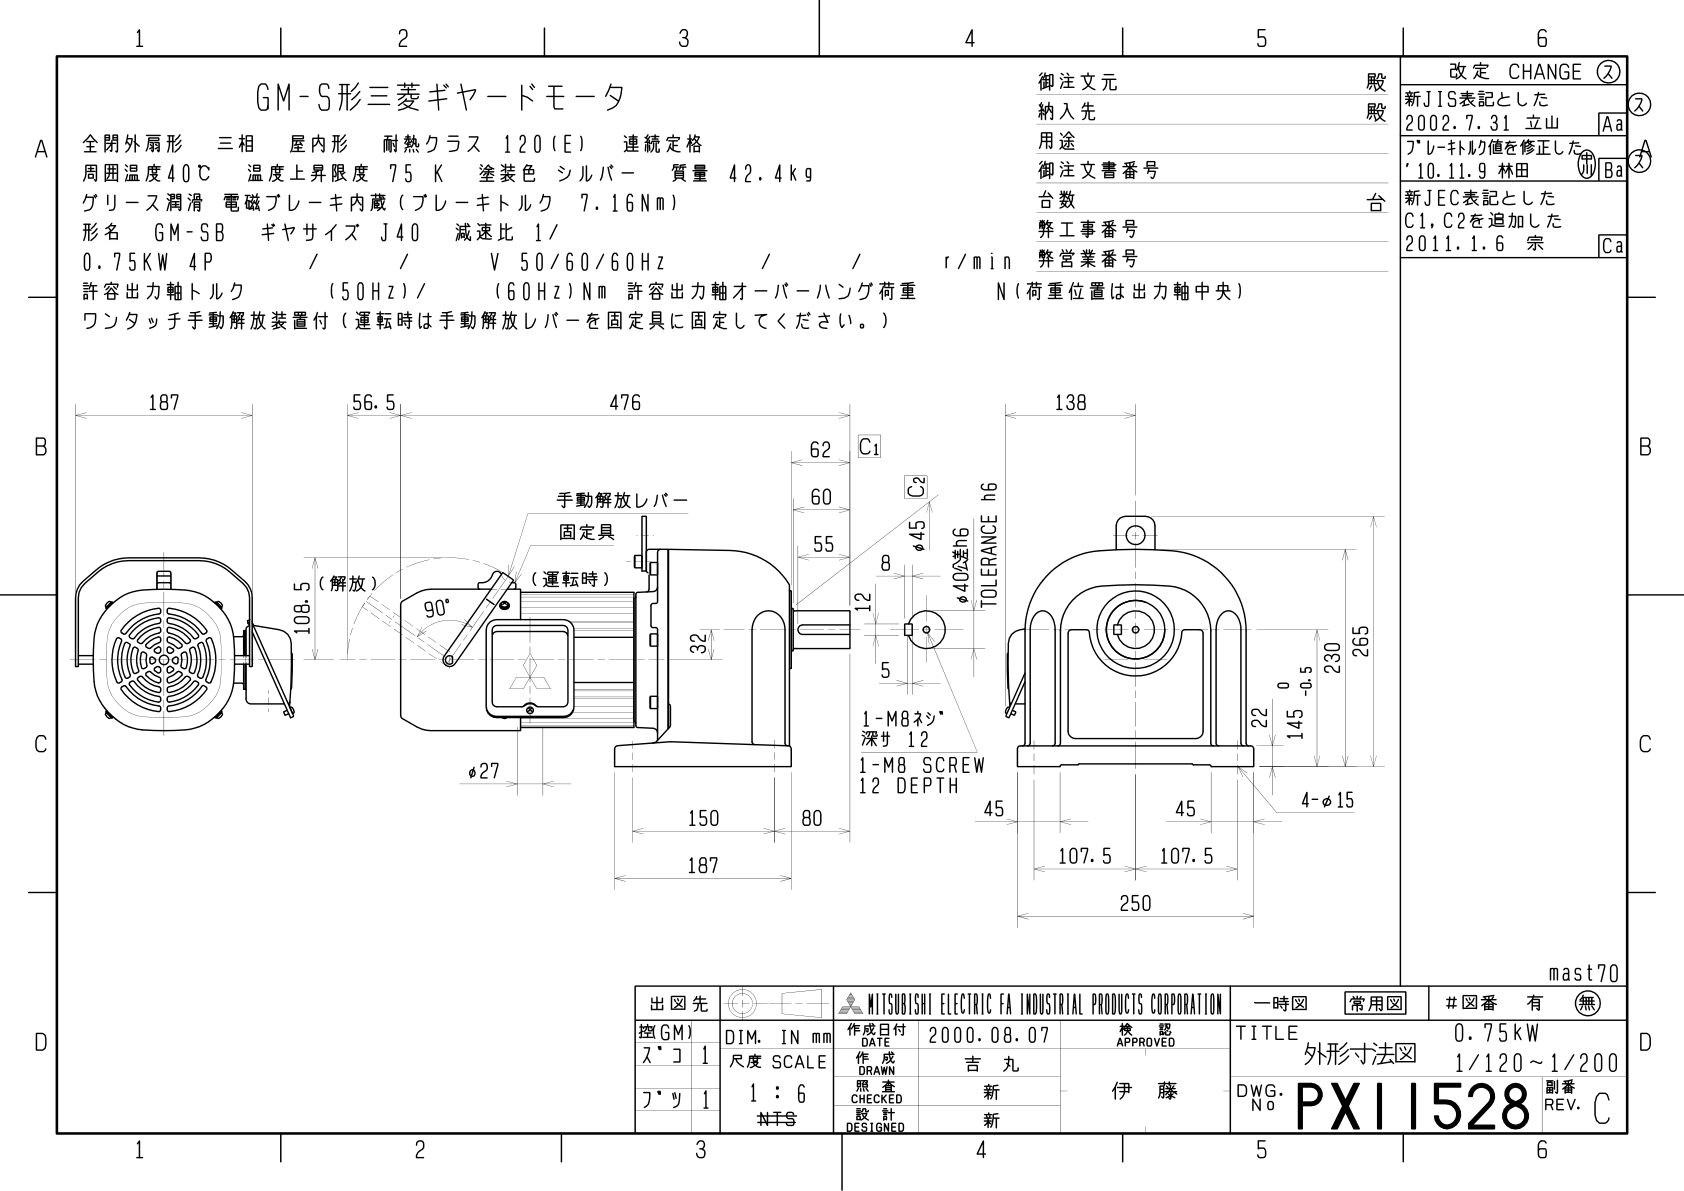 1 2 3 4 5 6
GM-S形三菱ギヤードモータ
全閉外扇形 三相 屋内形 耐熱クラス 120(E) 連続定格
周囲温度40℃ 温度上昇限度 75 K 塗装色 シルバー 質量 42.4kg
グリース潤滑 電磁ブレーキ内蔵(ブレーキトルク 7.16Nm)
形名 GM-SB ギヤサイズ J40 減速比 1/
0.75KW 4P / / V 50/60/60Hz / / r/min
許容出力軸トルク (50Hz)/ (60Hz)Nm 許容出力軸オーバーハング荷重 N(荷重位置は出力軸中央)
ワンタッチ手動解放装置付(運転時は手動解放レバーを固定具に固定してください。)
御注文元 殿
納入先 殿
用途
御注文書番号
台数 台
弊工事番号
弊営業番号
改定 CHANGE ス
新JIS表記とした ス
2002.7.31 立山 Aa
ブレーキトルク値を修正した
'10.11.9 林田 中川 Ba ス
新JEC表記とした
C1,C2を追加した
2011.1.6 宗 Ca
A A
B B
C C
D D
187
56.5
476
138
62 C1
60
C2
55
手動解放レバー
固定具
(解放)
(運転時)
90°
108.5
32
8
12
5
φ45
φ40公差h6
TOLERANCE h6
1-M8ネジ
深サ 12
1-M8 SCREW
12 DEPTH
φ27
150
80
187
22
145 0 -0.5
230
265
4-φ15
45
45
107.5
107.5
250
mast70
出図先
控(GM)
ズコ 1
ブツ 1
DIM. IN mm
尺度 SCALE
1 : 6
NTS
MITSUBISHI ELECTRIC FA INDUSTRIAL PRODUCTS CORPORATION
作成日付 DATE 2000.08.07
作成 DRAWN 吉丸
照査 CHECKED 新
設計 DESIGNED 新
検認 APPROVED
伊藤
一時図 常用図 #図番 有 無
TITLE 0.75kW
外形寸法図 1/120~1/200
DWG. No PX11528 副番 REV. C
1 2 3 4 5 6